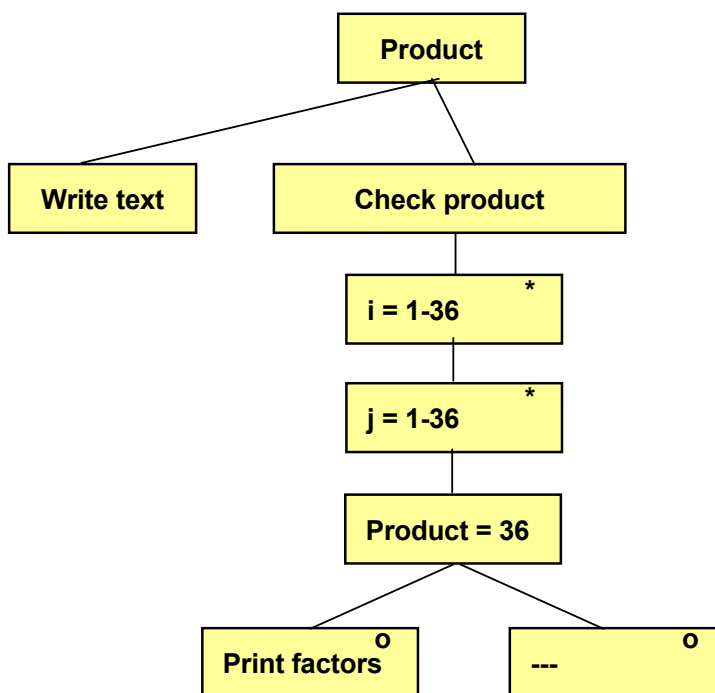 Product
Write text
Check product
i = 1-36 *
j = 1-36 *
Product = 36
Print factors o
--- o